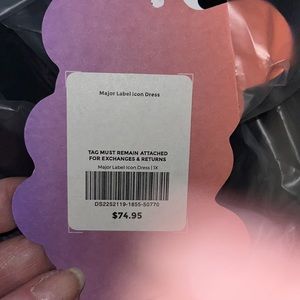 Major Label Icon Dress
TAG MUST REMAIN ATTACHED
FOR EXCHANGES & RETURNS
Major Label Icon Dress | 1X
DS22S2119-1855-50770
$74.95